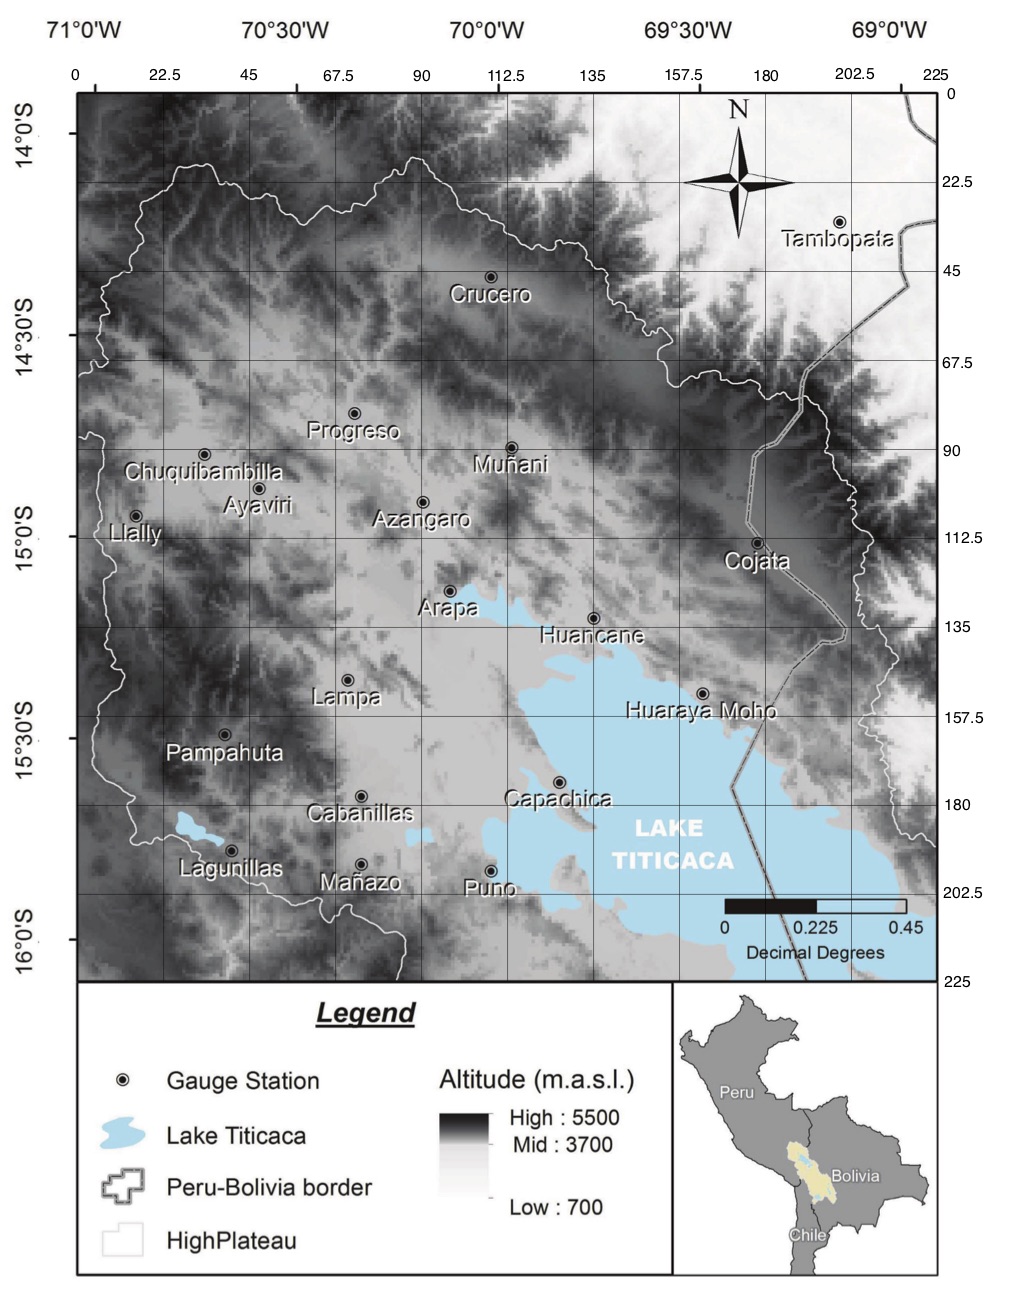 71°0'W 70°30'W 70°0'W 69°30'W 69°0'W
0 22.5 45 67.5 90 112.5 135 157.5 180 202.5 225
0
14°0'S
N
22.5
Tambopata
45
Crucero
14°30'S
67.5
Progreso
90
Muñani
Chuquibambilla
Ayaviri
Azangaro
Llally
15°0'S
112.5
Cojata
Arapa
135
Huancane
Lampa
Huaraya Moho
157.5
15°30'S
Pampahuta
Capachica
180
Cabanillas
LAKE
TITICACA
Lagunillas
Mañazo
Puno
202.5
0 0.225 0.45
Decimal Degrees
16°0'S
225
Legend
Gauge Station
Lake Titicaca
Peru-Bolivia border
HighPlateau
Altitude (m.a.s.l.)
High : 5500
Mid : 3700
Low : 700
Peru
Bolivia
Chile